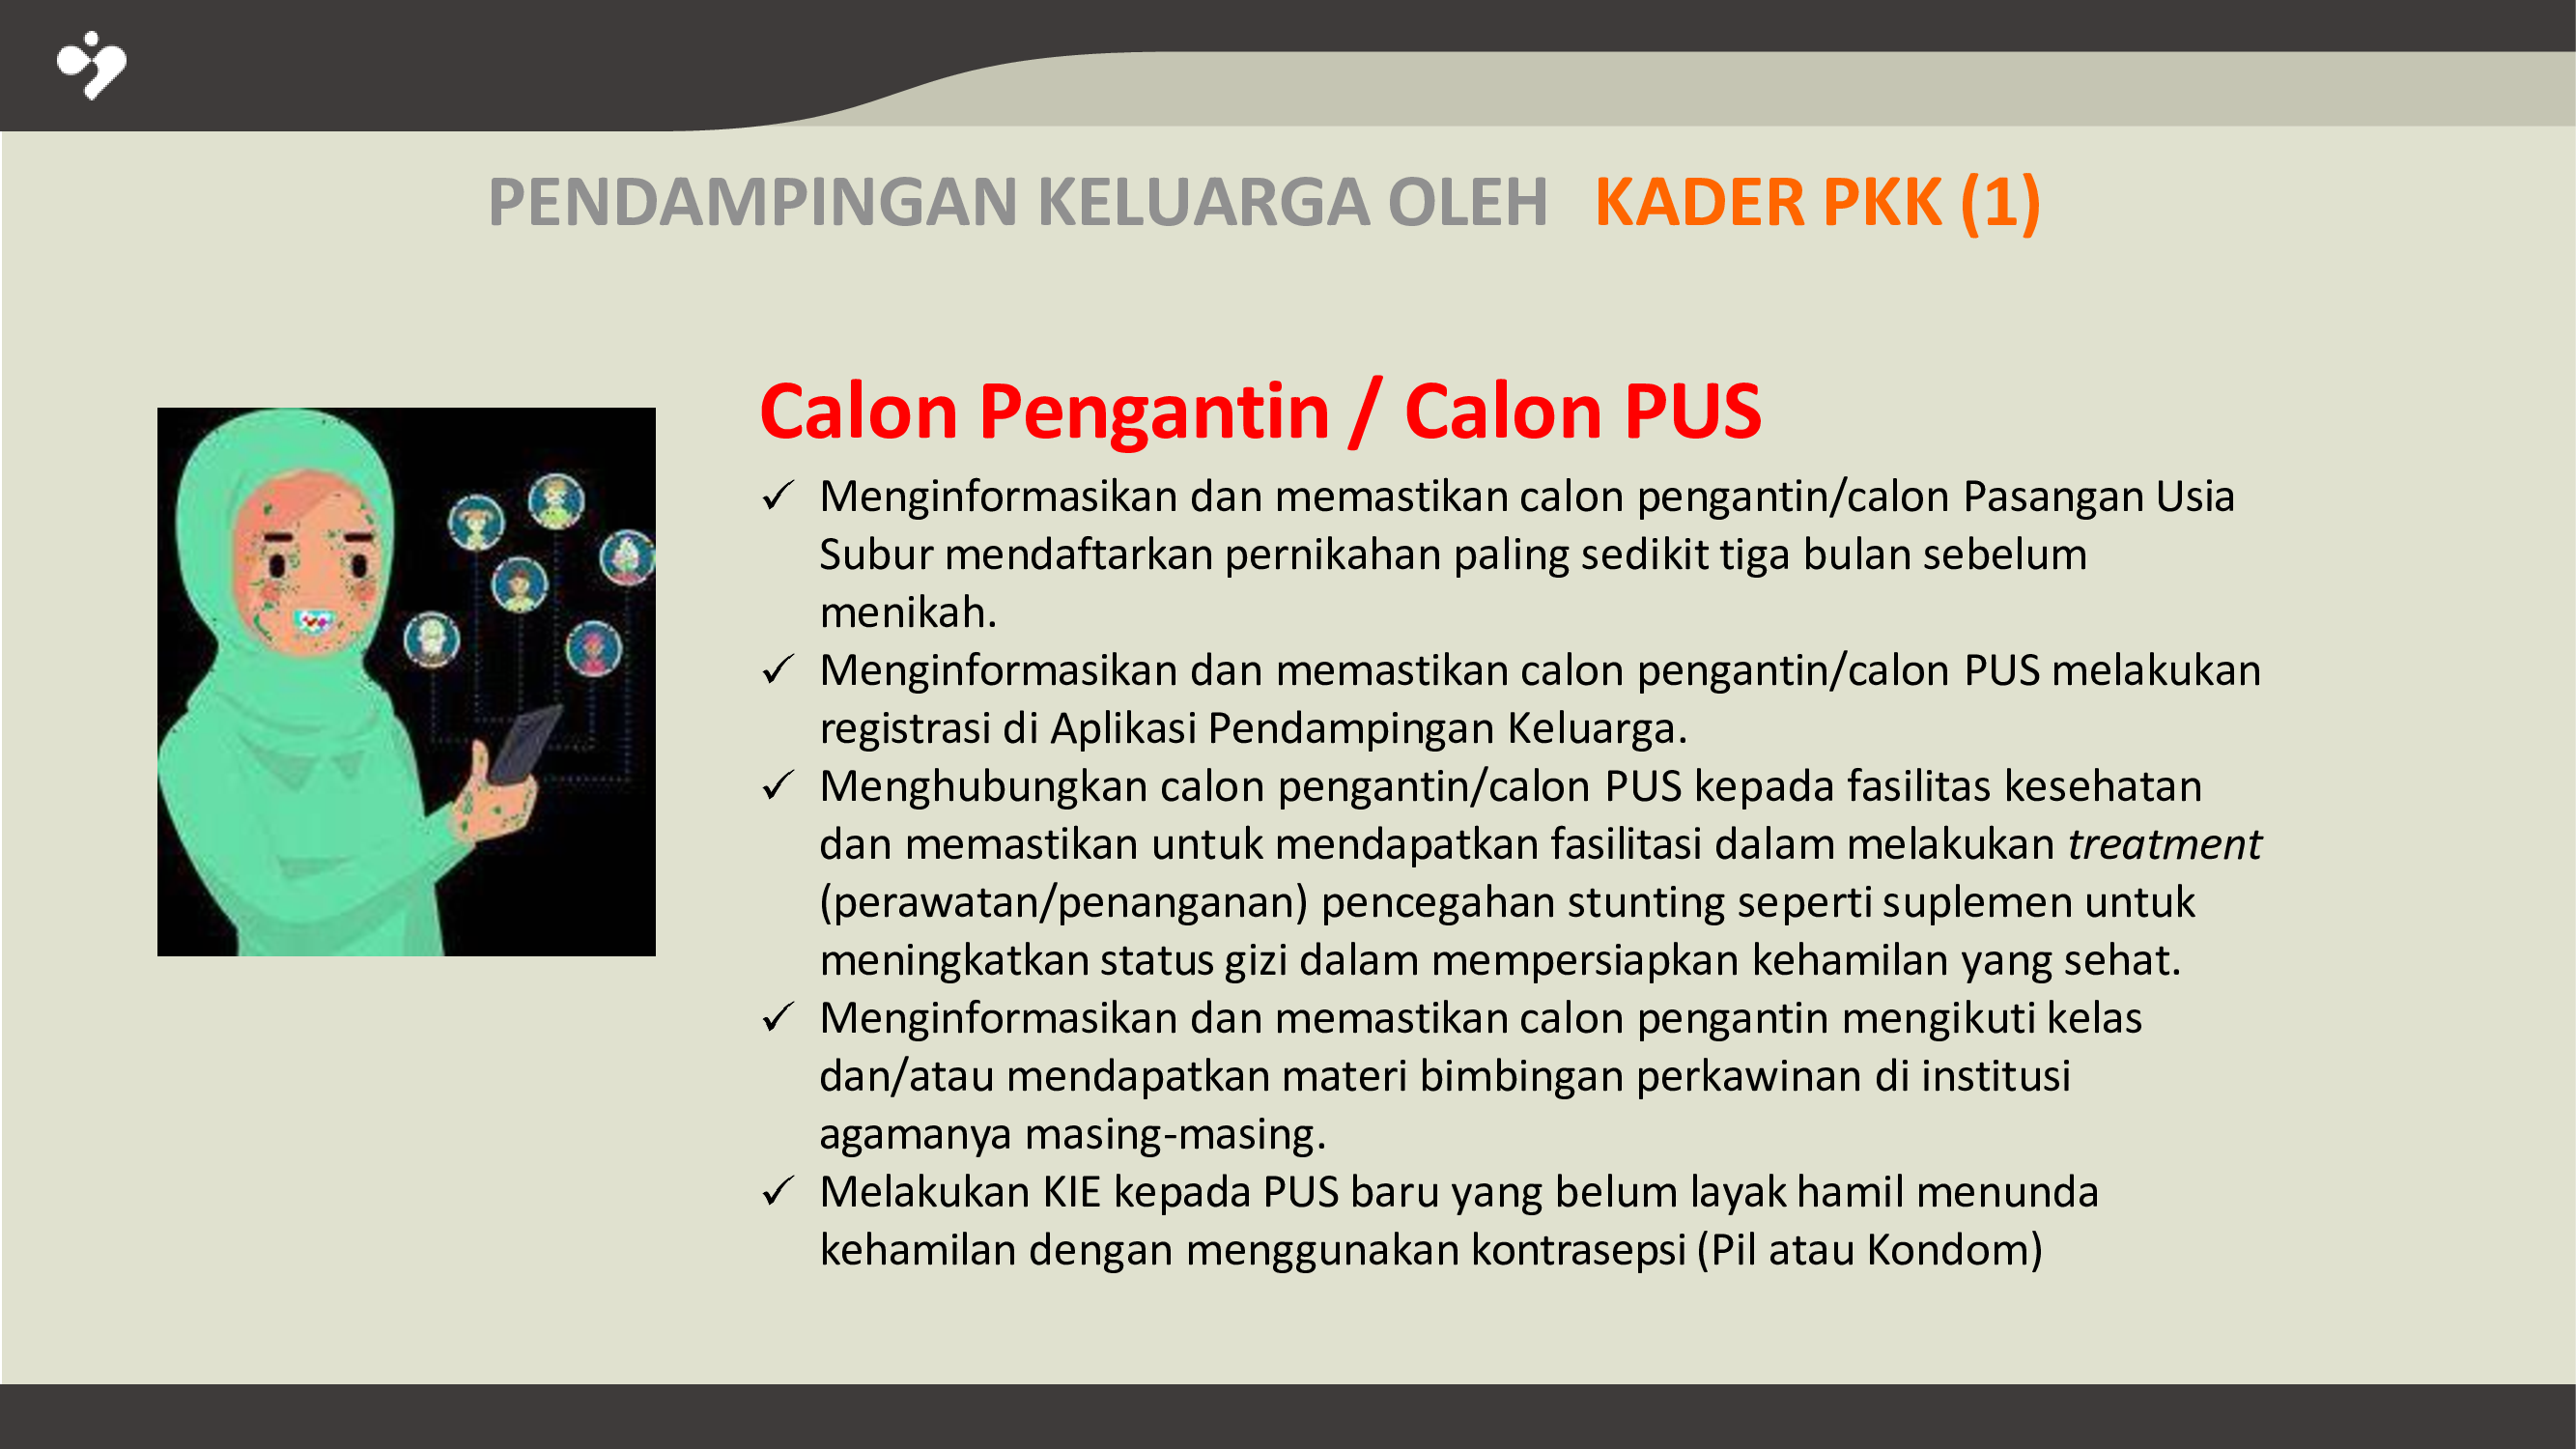 PENDAMPINGAN KELUARGA OLEH KADER PKK (1)
Calon Pengantin / Calon PUS
✓ Menginformasikan dan memastikan calon pengantin/calon Pasangan Usia
Subur mendaftarkan pernikahan paling sedikit tiga bulan sebelum
menikah.
✓ Menginformasikan dan memastikan calon pengantin/calon PUS melakukan
registrasi di Aplikasi Pendampingan Keluarga.
✓ Menghubungkan calon pengantin/calon PUS kepada fasilitas kesehatan
dan memastikan untuk mendapatkan fasilitasi dalam melakukan treatment
(perawatan/penanganan) pencegahan stunting seperti suplemen untuk
meningkatkan status gizi dalam mempersiapkan kehamilan yang sehat.
✓ Menginformasikan dan memastikan calon pengantin mengikuti kelas
dan/atau mendapatkan materi bimbingan perkawinan di institusi
agamanya masing-masing.
✓ Melakukan KIE kepada PUS baru yang belum layak hamil menunda
kehamilan dengan menggunakan kontrasepsi (Pil atau Kondom)